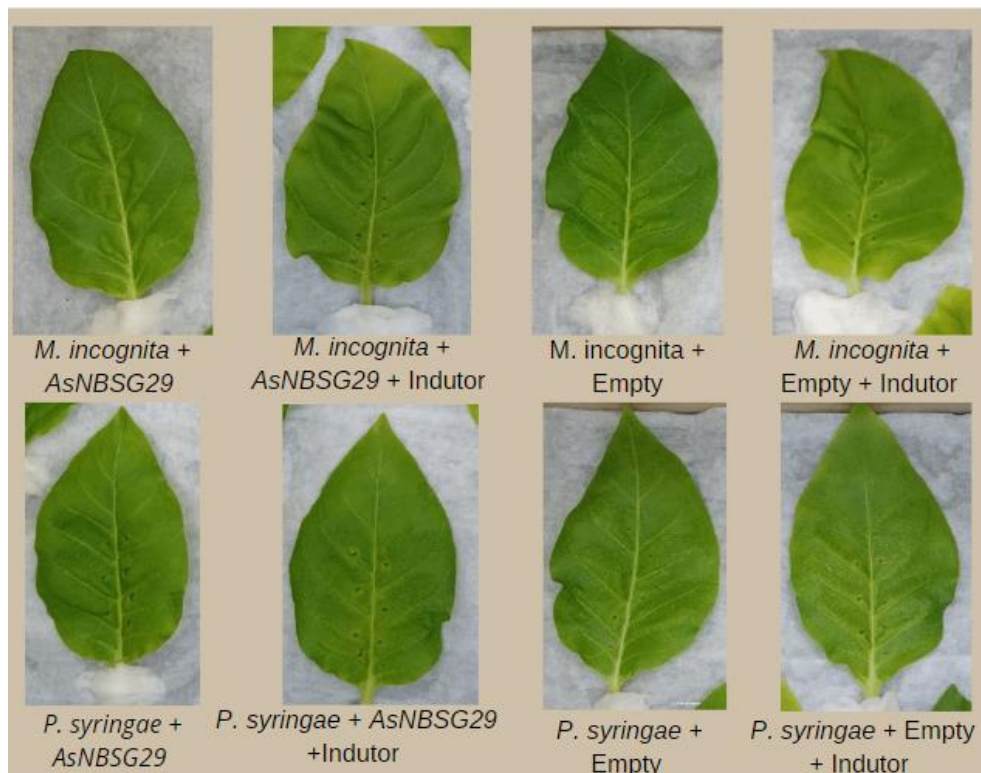 M. incognita +
AsNBSG29
M. incognita +
AsNBSG29 + Indutor
M. incognita +
Empty
M. incognita +
Empty + Indutor
P. syringae +
AsNBSG29
P. syringae + AsNBSG29
+Indutor
P. syringae +
Empty
P. syringae + Empty
+ Indutor